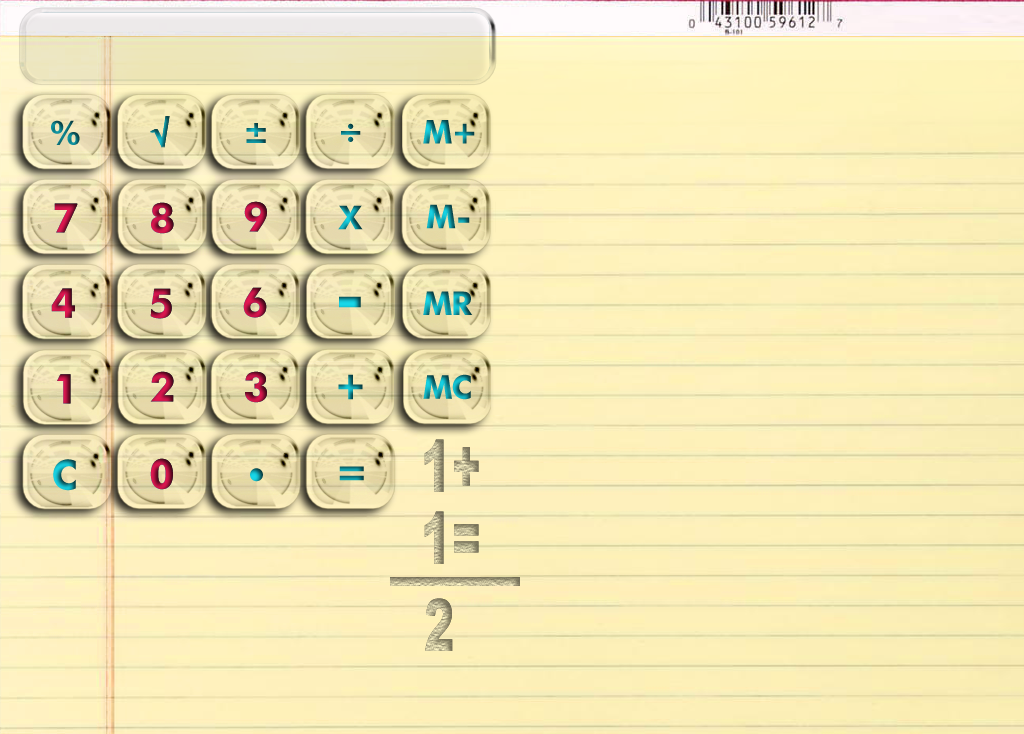 0 43100 59612 7
% √ ± ÷ M+
7 8 9 X M-
4 5 6 - MR
1 2 3 + MC
C 0 • =
1+
1=
2